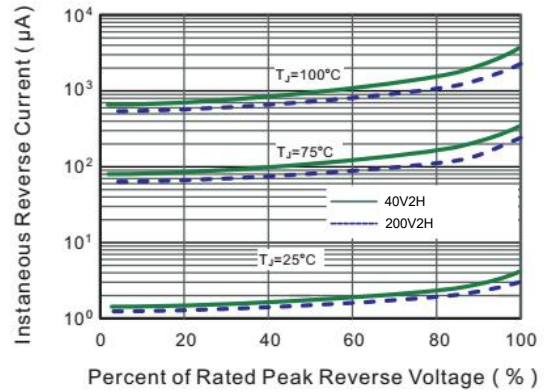 Instaneous Reverse Current ( μA)
10⁴
10³
10²
10¹
10⁰
TJ=100°C
TJ=75°C
40V2H
200V2H
TJ=25°C
0
20
40
60
80
100
Percent of Rated Peak Reverse Voltage ( % )